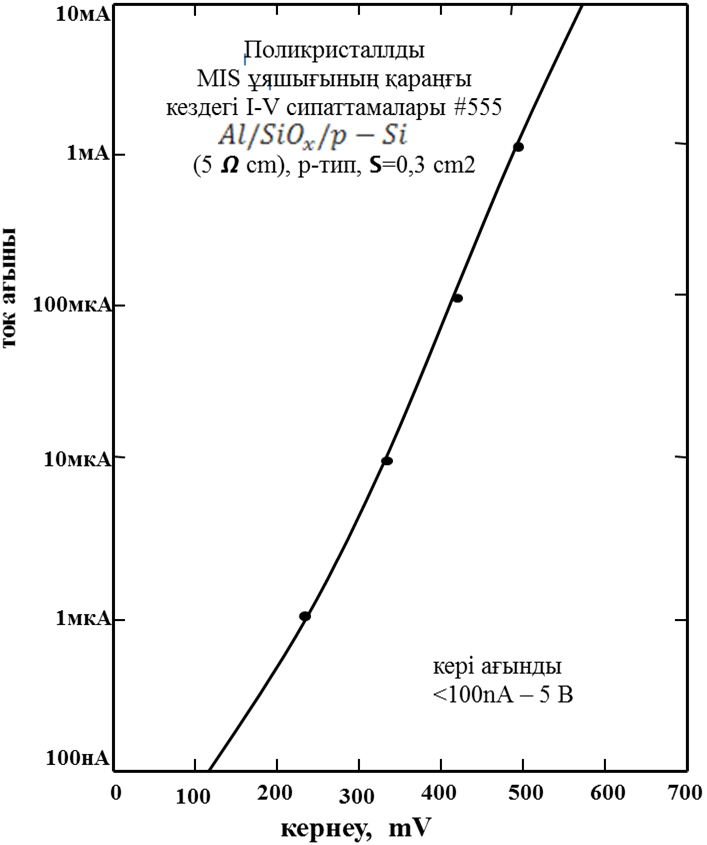 10мА
Поликристаллды
MIS ұяшығының қараңғы
кездегі I-V сипаттамалары #555
Al/SiOₓ/p − Si
(5 Ω cm), p-тип, S=0,3 cm2
1мА
ток ағыны
100мкА
10мкА
1мкА
кері ағынды
<100nA – 5 В
100нА
0 100 200 300 400 500 600 700
кернеу, mV